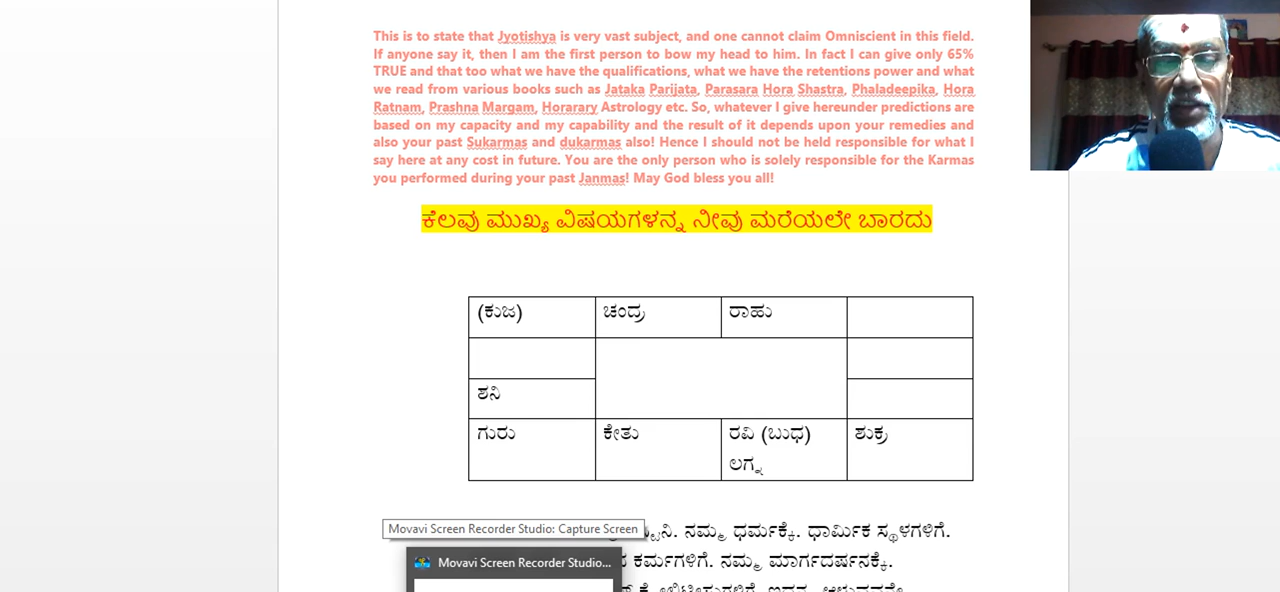 This is to state that Jyotishya is very vast subject, and one cannot claim Omniscient in this field.
If anyone say it, then I am the first person to bow my head to him. In fact I can give only 65%
TRUE and that too what we have the qualifications, what we have the retentions power and what
we read from various books such as Jataka Parijata, Parasara Hora Shastra, Phaladeepika, Hora
Ratnam, Prashna Margam, Horarary Astrology etc. So, whatever I give hereunder predictions are
based on my capacity and my capability and the result of it depends upon your remedies and
also your past Sukarmas and dukarmas also! Hence I should not be held responsible for what I
say here at any cost in future. You are the only person who is solely responsible for the Karmas
you performed during your past Janmas! May God bless you all!
ಕೆಲವು ಮುಖ್ಯ ವಿಷಯಗಳನ್ನ ನೀವು ಮರೆಯಲೇ ಬಾರದು
(ಕುಜ) ಚಂದ್ರ ರಾಹು
ಶನಿ
ಗುರು ಕೇತು ರವಿ (ಬುಧ) ಶುಕ್ರ
ಲಗ್ನ
Movavi Screen Recorder Studio: Capture Screen ನಮ್ಮ ಧರ್ಮಕ್ಕೆ. ಧಾರ್ಮಿಕ ಸ್ಥಳಗಳಿಗೆ.
Movavi Screen Recorder Studio... ಕರ್ಮಗಳಿಗೆ. ನಮ್ಮ ಮಾರ್ಗದರ್ಷನಕ್ಕೆ.